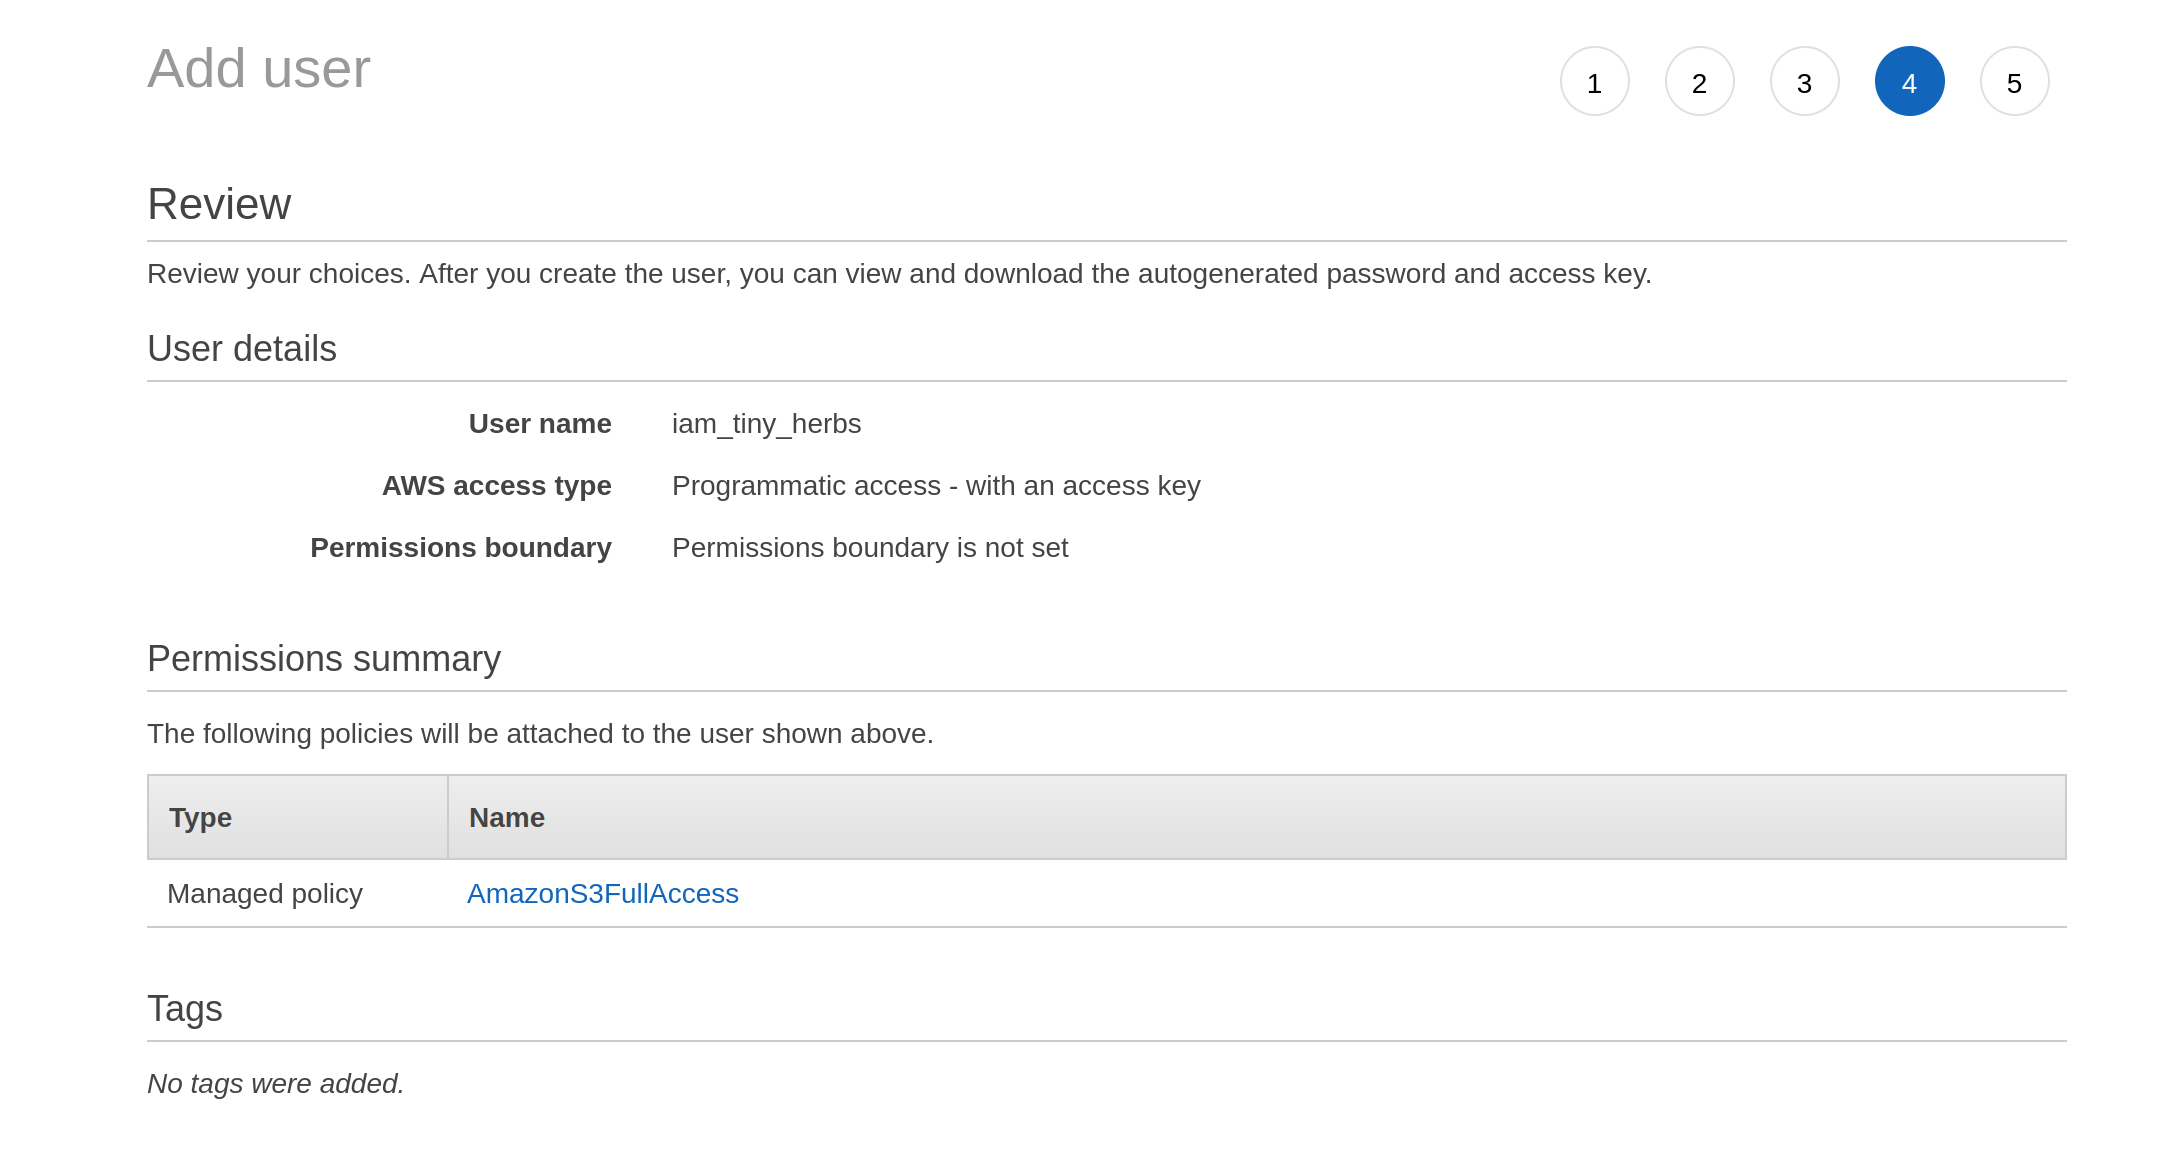 Add user
1 2 3 4 5
Review
Review your choices. After you create the user, you can view and download the autogenerated password and access key.
User details
User name iam_tiny_herbs
AWS access type Programmatic access - with an access key
Permissions boundary Permissions boundary is not set
Permissions summary
The following policies will be attached to the user shown above.
Type Name
Managed policy AmazonS3FullAccess
Tags
No tags were added.